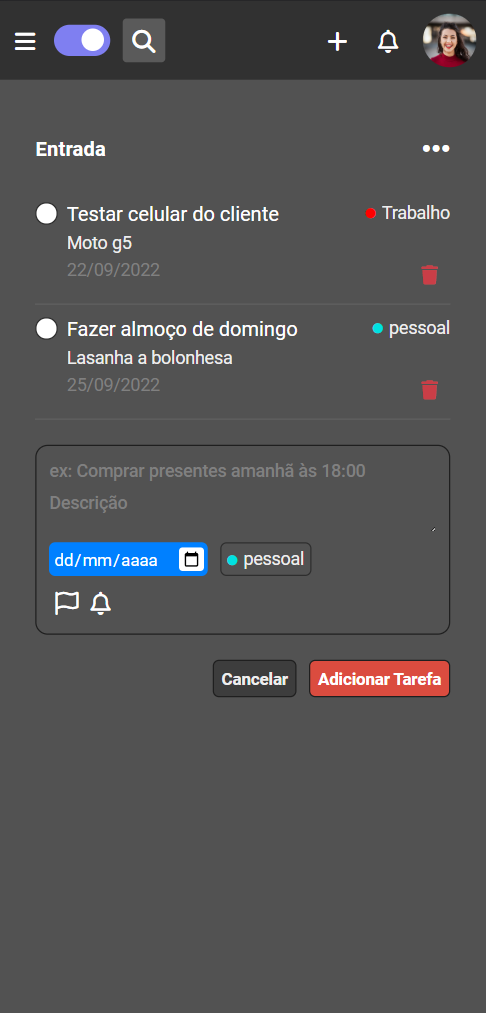 Entrada
Testar celular do cliente
Trabalho
Moto g5
22/09/2022
Fazer almoço de domingo
pessoal
Lasanha a bolonhesa
25/09/2022
ex: Comprar presentes amanhã às 18:00
Descrição
dd/mm/aaaa
pessoal
Cancelar
Adicionar Tarefa